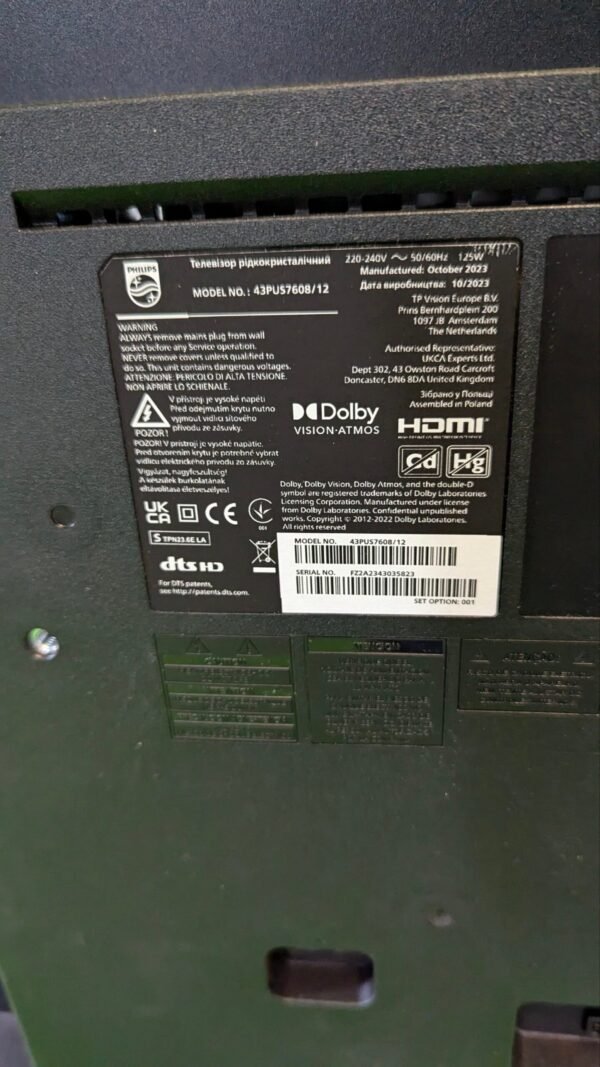 PHILIPS
Телевізор рідкокристалічний
MODEL NO.: 43PUS7608/12
220-240V ~ 50/60Hz 125W
Manufactured: October 2023
Дата виробництва: 10/2023
TP Vision Europe B.V.
Prins Bernhardplein 200
1097 JB Amsterdam
The Netherlands
Authorised Representative:
UKCA Experts Ltd.
Dept 302, 43 Owston Road Carcroft
Doncaster, DN6 8DA United Kingdom
Зібрано у Польщі
Assembled in Poland
WARNING
ALWAYS remove mains plug from wall
socket before any Service operation.
NEVER remove covers unless qualified to
do so. This unit contains dangerous voltages.
ATTENZIONE: PERICOLO DI ALTA TENSIONE.
NON APRIRE LO SCHIENALE.
V přístroji je vysoké napětí
Před odejmutím krytu nutno
vyjmout vidlici síťového
přívodu ze zásuvky.
POZOR!
POZOR! V prístroji je vysoké napätie.
Pred otvorením krytu je potrebné vybrat
vidlicu elektrického prívodu zo zásuvky.
Vigyázat, nagyfeszültség!
A készülek burkolatának
eltávolítása életveszélyes!
Dolby
VISION·ATMOS
HDMI
Cd
Hg
Dolby, Dolby Vision, Dolby Atmos, and the double-D
symbol are registered trademarks of Dolby Laboratories
Licensing Corporation. Manufactured under license
from Dolby Laboratories. Confidential unpublished
works. Copyright © 2012-2022 Dolby Laboratories.
All rights reserved
UK
CA
CE
001
S TPN23.6E LA
dts HD
For DTS patents,
see http://patents.dts.com.
MODEL NO. 43PUS7608/12
SERIAL NO. FZ2A2343035823
SET OPTION: 001
CAUTION
ATENÇÃO